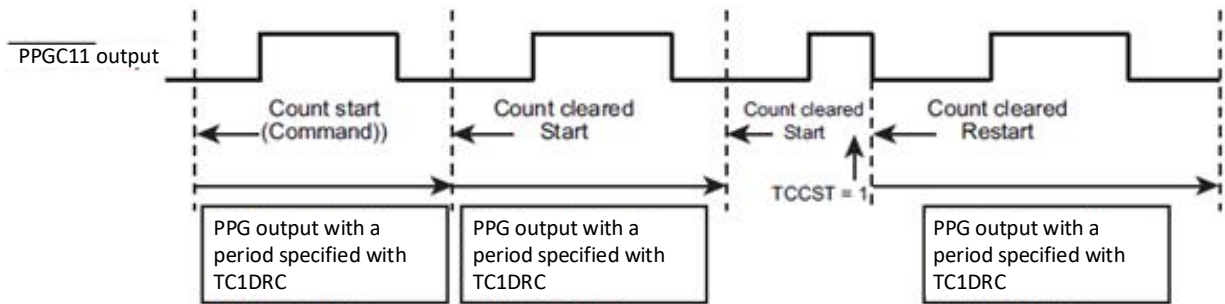 PPGC11 output
Count start
(Command))
Count cleared
Start
Count cleared
Start
Count cleared
Restart
TCCST = 1
PPG output with a
period specified with
TC1DRC
PPG output with a
period specified with
TC1DRC
PPG output with a
period specified with
TC1DRC